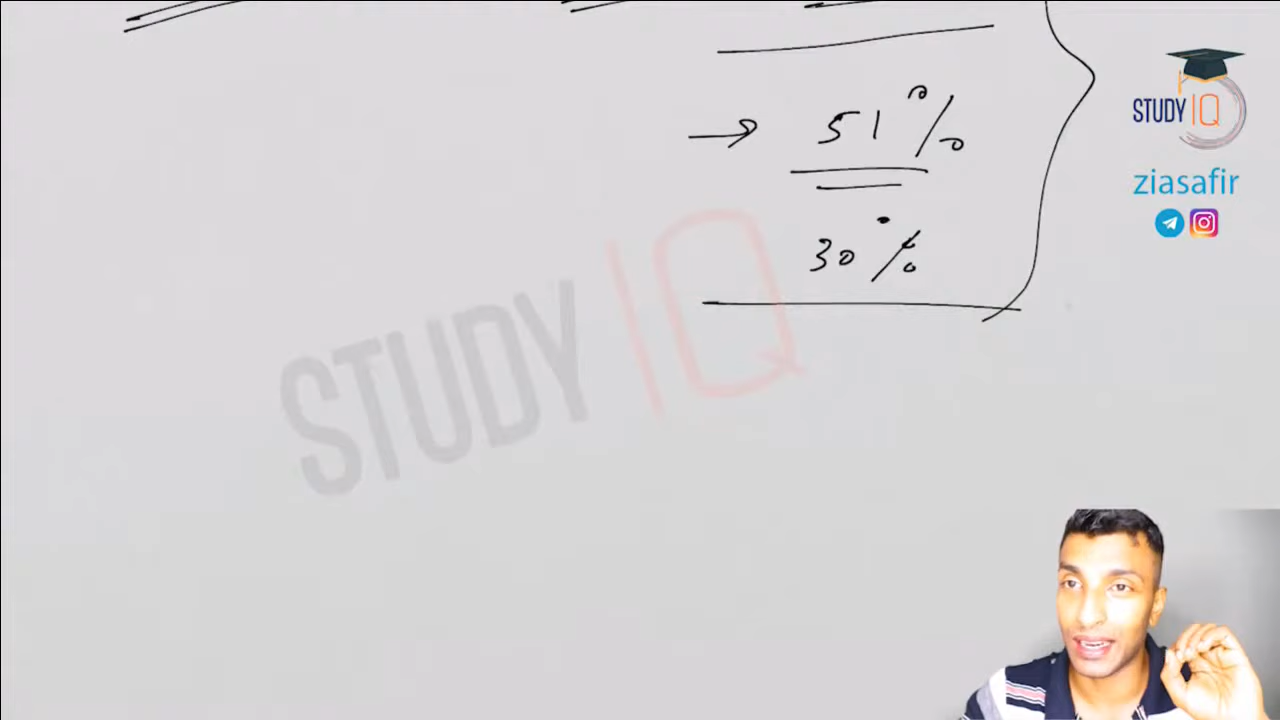 → 51%
30%
STUDY IQ
ziasafir
STUDY IQ